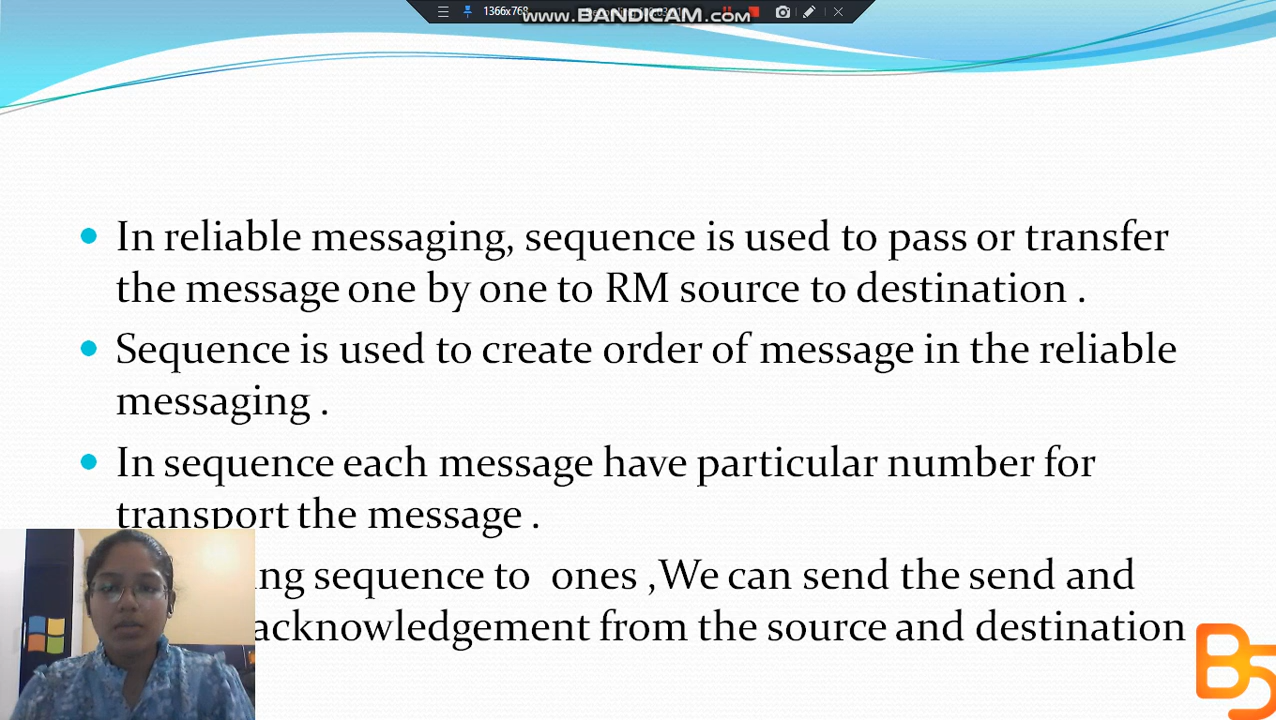 1366x768
www.BANDICAM.com
In reliable messaging, sequence is used to pass or transfer
the message one by one to RM source to destination .
Sequence is used to create order of message in the reliable
messaging .
In sequence each message have particular number for
transport the message .
ng sequence to ones ,We can send the send and
acknowledgement from the source and destination
B5